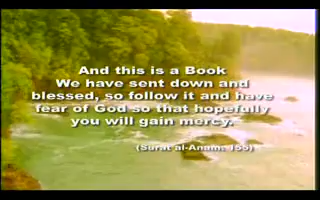 And this is a Book
We have sent down and
blessed, so follow it and have
fear of God so that hopefully
you will gain mercy.
(Surat al-Anam: 155)